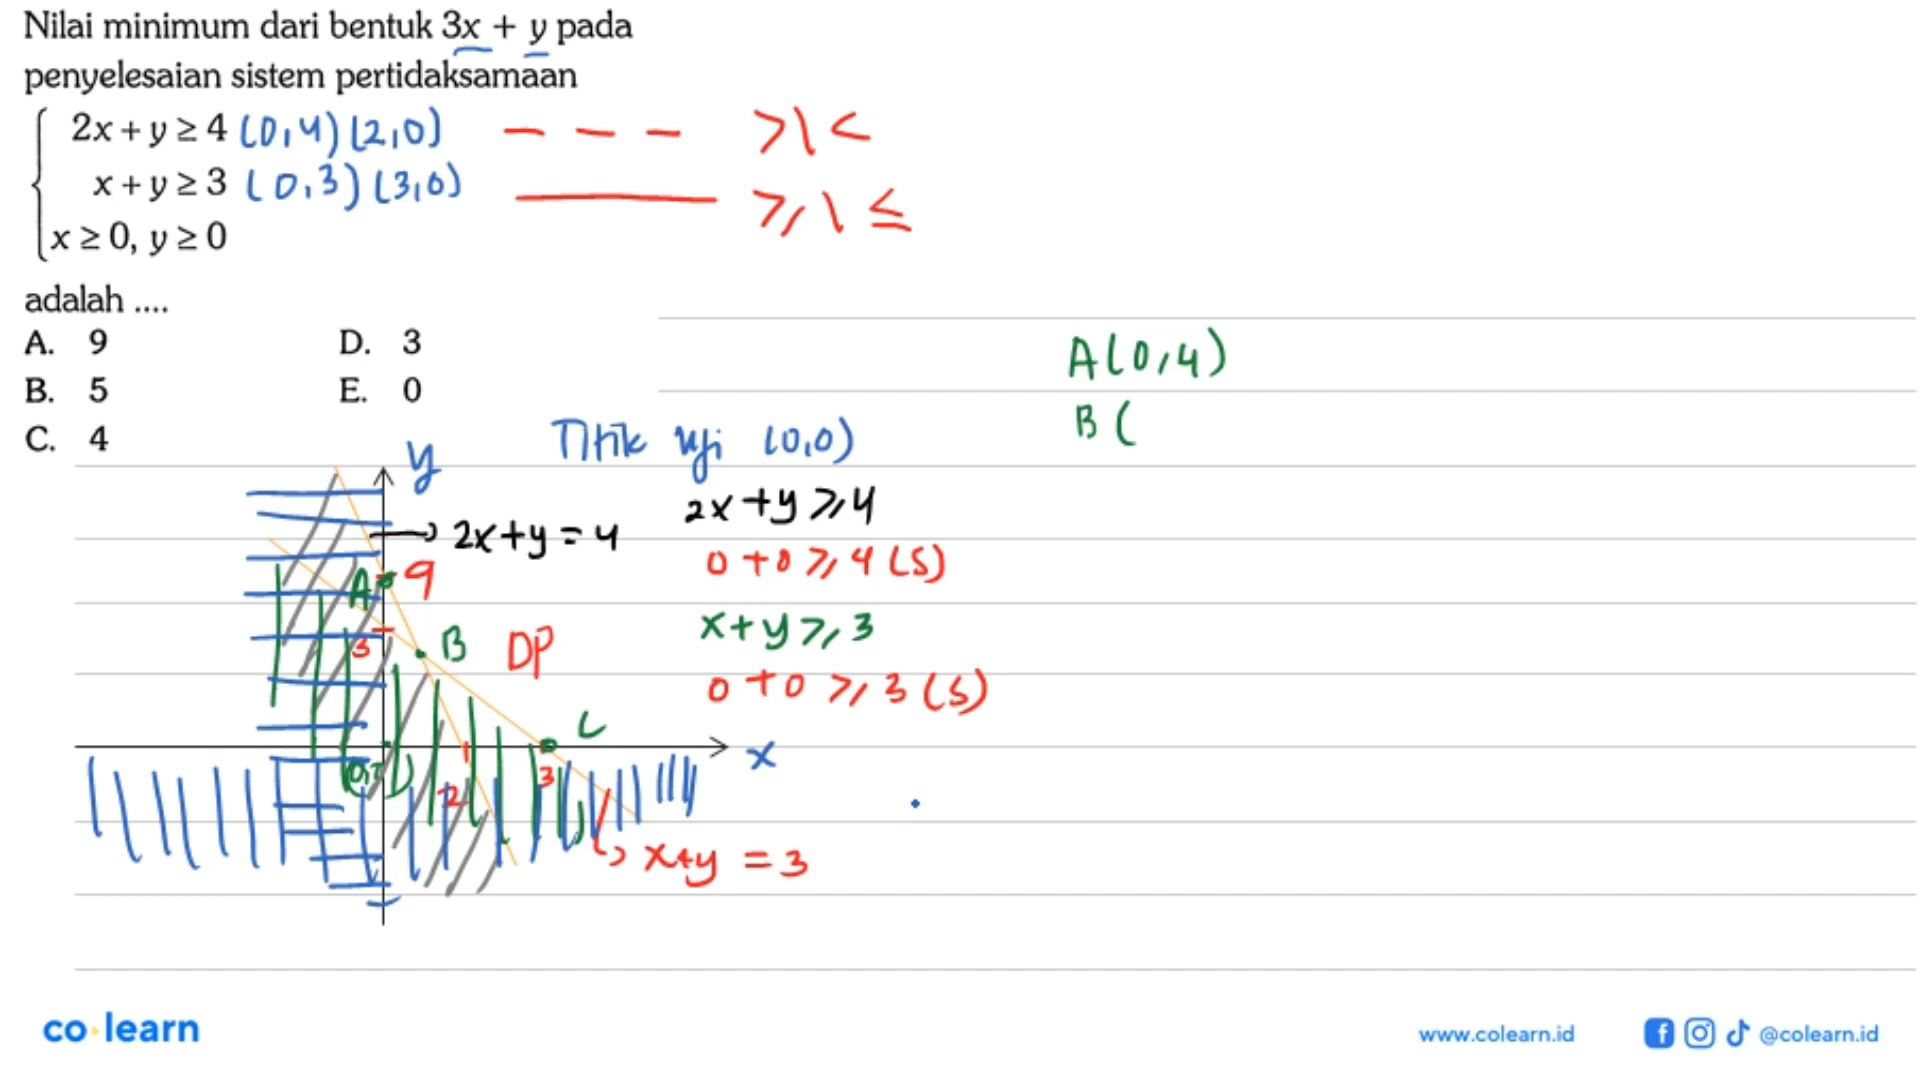 Nilai minimum dari bentuk 3x + y pada
penyelesaian sistem pertidaksamaan
2x + y ≥ 4 (0,4) (2,0) - - - > \ <
x + y ≥ 3 (0,3) (3,0) ——— ≥ \ ≤
x ≥ 0, y ≥ 0
adalah ....
A. 9 D. 3
B. 5 E. 0
C. 4
A(0,4)
B (
Titik uji (0,0)
2x + y ≥ 4
0 + 0 ≥ 4 (S)
x + y ≥ 3
0 + 0 ≥ 3 (S)
y
2x + y = 4
A
3
B
DP
C
x
2
3
x+y = 3
co learn
www.colearn.id
@colearn.id